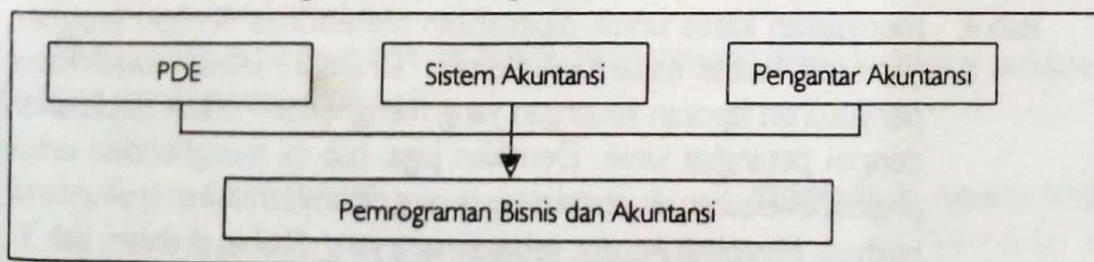 PDE
Sistem Akuntansi
Pengantar Akuntansi
Pemrograman Bisnis dan Akuntansi